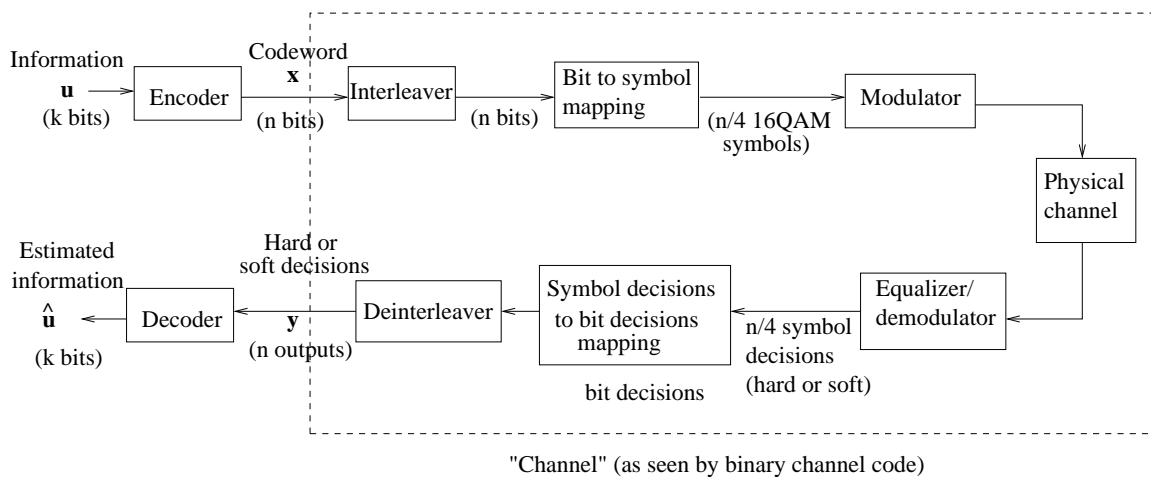 Information
u
(k bits)
Encoder
Codeword
x
(n bits)
Interleaver
(n bits)
Bit to symbol
mapping
(n/4 16QAM
symbols)
Modulator
Physical
channel
Equalizer/
demodulator
n/4 symbol
decisions
(hard or soft)
Symbol decisions
to bit decisions
mapping
bit decisions
Deinterleaver
Hard or
soft decisions
y
(n outputs)
Decoder
Estimated
information
û
(k bits)
"Channel" (as seen by binary channel code)